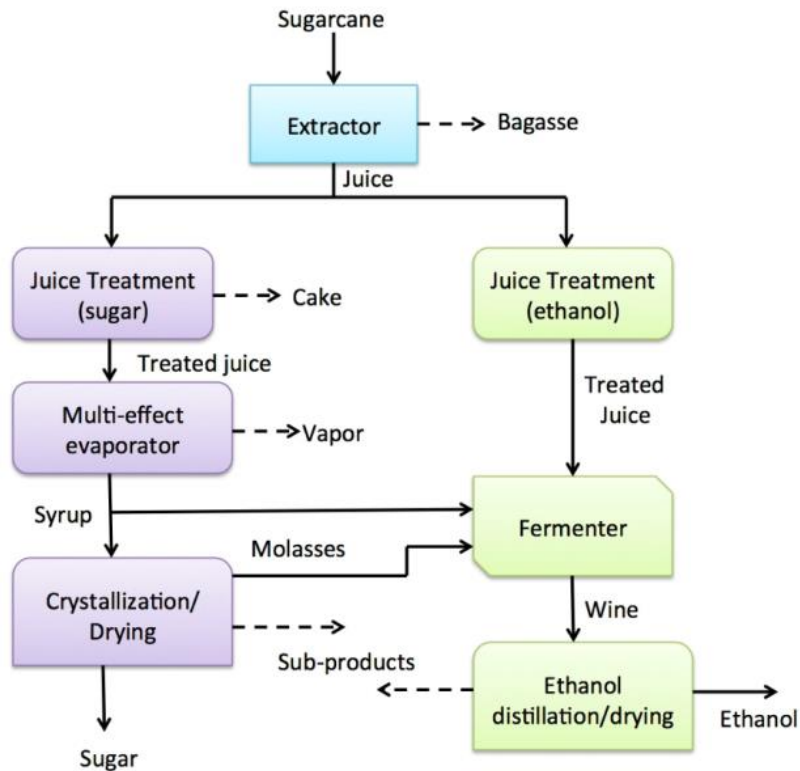 Sugarcane
Extractor
Bagasse
Juice
Juice Treatment
(sugar)
Cake
Juice Treatment
(ethanol)
Treated juice
Treated
Juice
Multi-effect
evaporator
Vapor
Syrup
Fermenter
Molasses
Crystallization/
Drying
Wine
Sub-products
Ethanol
distillation/drying
Ethanol
Sugar